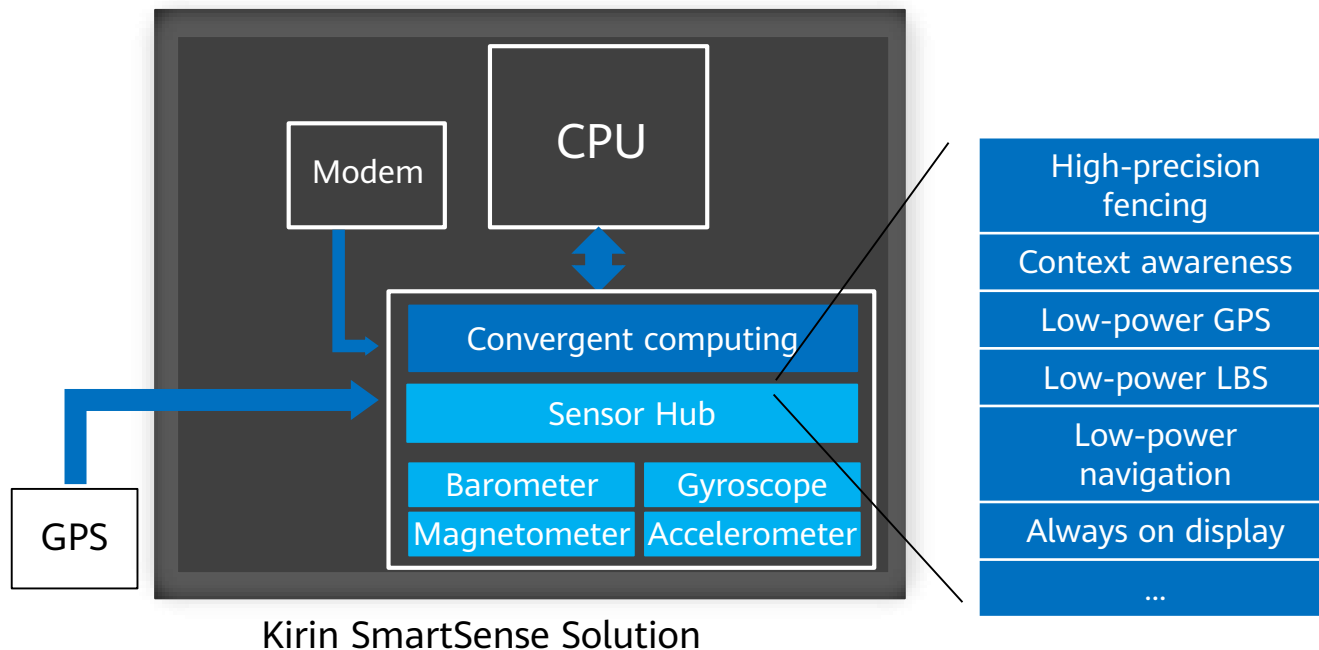 CPU
Modem
Convergent computing
Sensor Hub
Barometer
Gyroscope
Magnetometer
Accelerometer
GPS
High-precision
fencing
Context awareness
Low-power GPS
Low-power LBS
Low-power
navigation
Always on display
...
Kirin SmartSense Solution